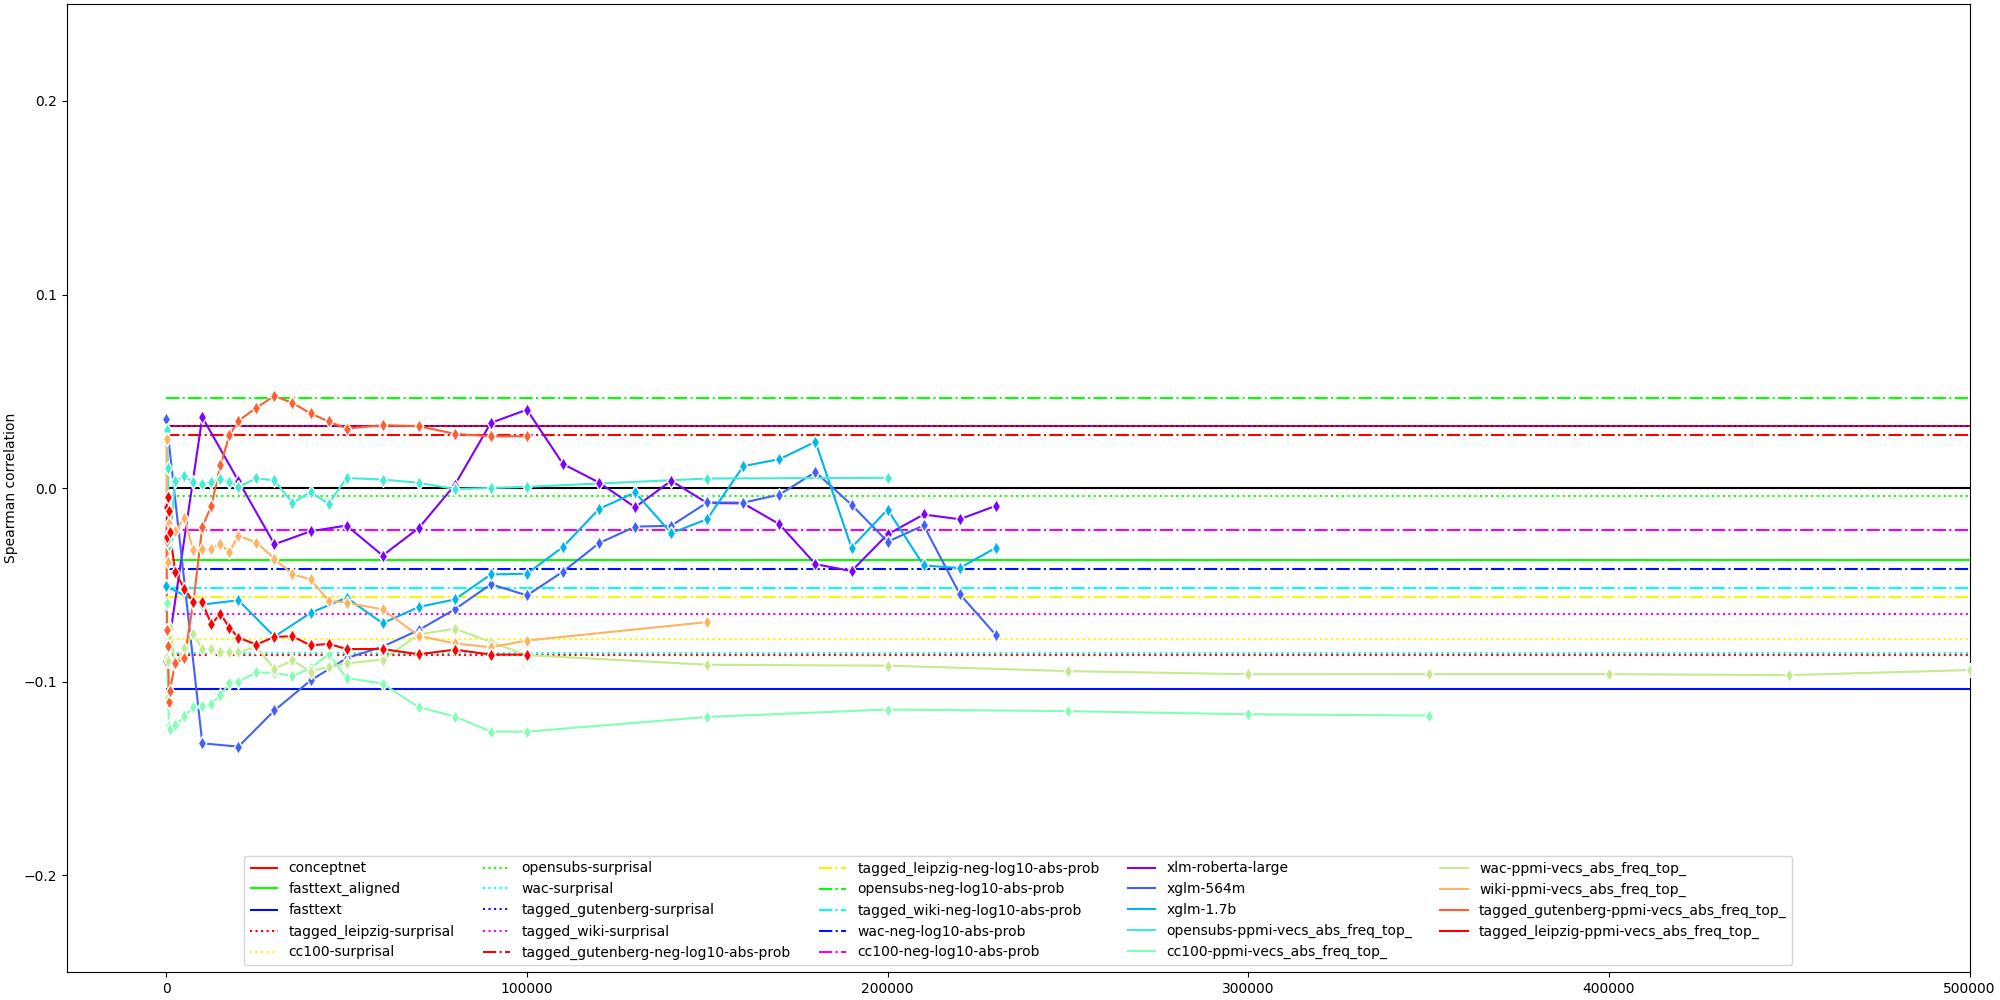 0.2
0.1
0.0
−0.1
−0.2
Spearman correlation
conceptnet
fasttext_aligned
fasttext
tagged_leipzig-surprisal
cc100-surprisal
opensubs-surprisal
wac-surprisal
tagged_gutenberg-surprisal
tagged_wiki-surprisal
tagged_gutenberg-neg-log10-abs-prob
tagged_leipzig-neg-log10-abs-prob
opensubs-neg-log10-abs-prob
tagged_wiki-neg-log10-abs-prob
wac-neg-log10-abs-prob
cc100-neg-log10-abs-prob
xlm-roberta-large
xglm-564m
xglm-1.7b
opensubs-ppmi-vecs_abs_freq_top_
cc100-ppmi-vecs_abs_freq_top_
wac-ppmi-vecs_abs_freq_top_
wiki-ppmi-vecs_abs_freq_top_
tagged_gutenberg-ppmi-vecs_abs_freq_top_
tagged_leipzig-ppmi-vecs_abs_freq_top_
0 100000 200000 300000 400000 500000